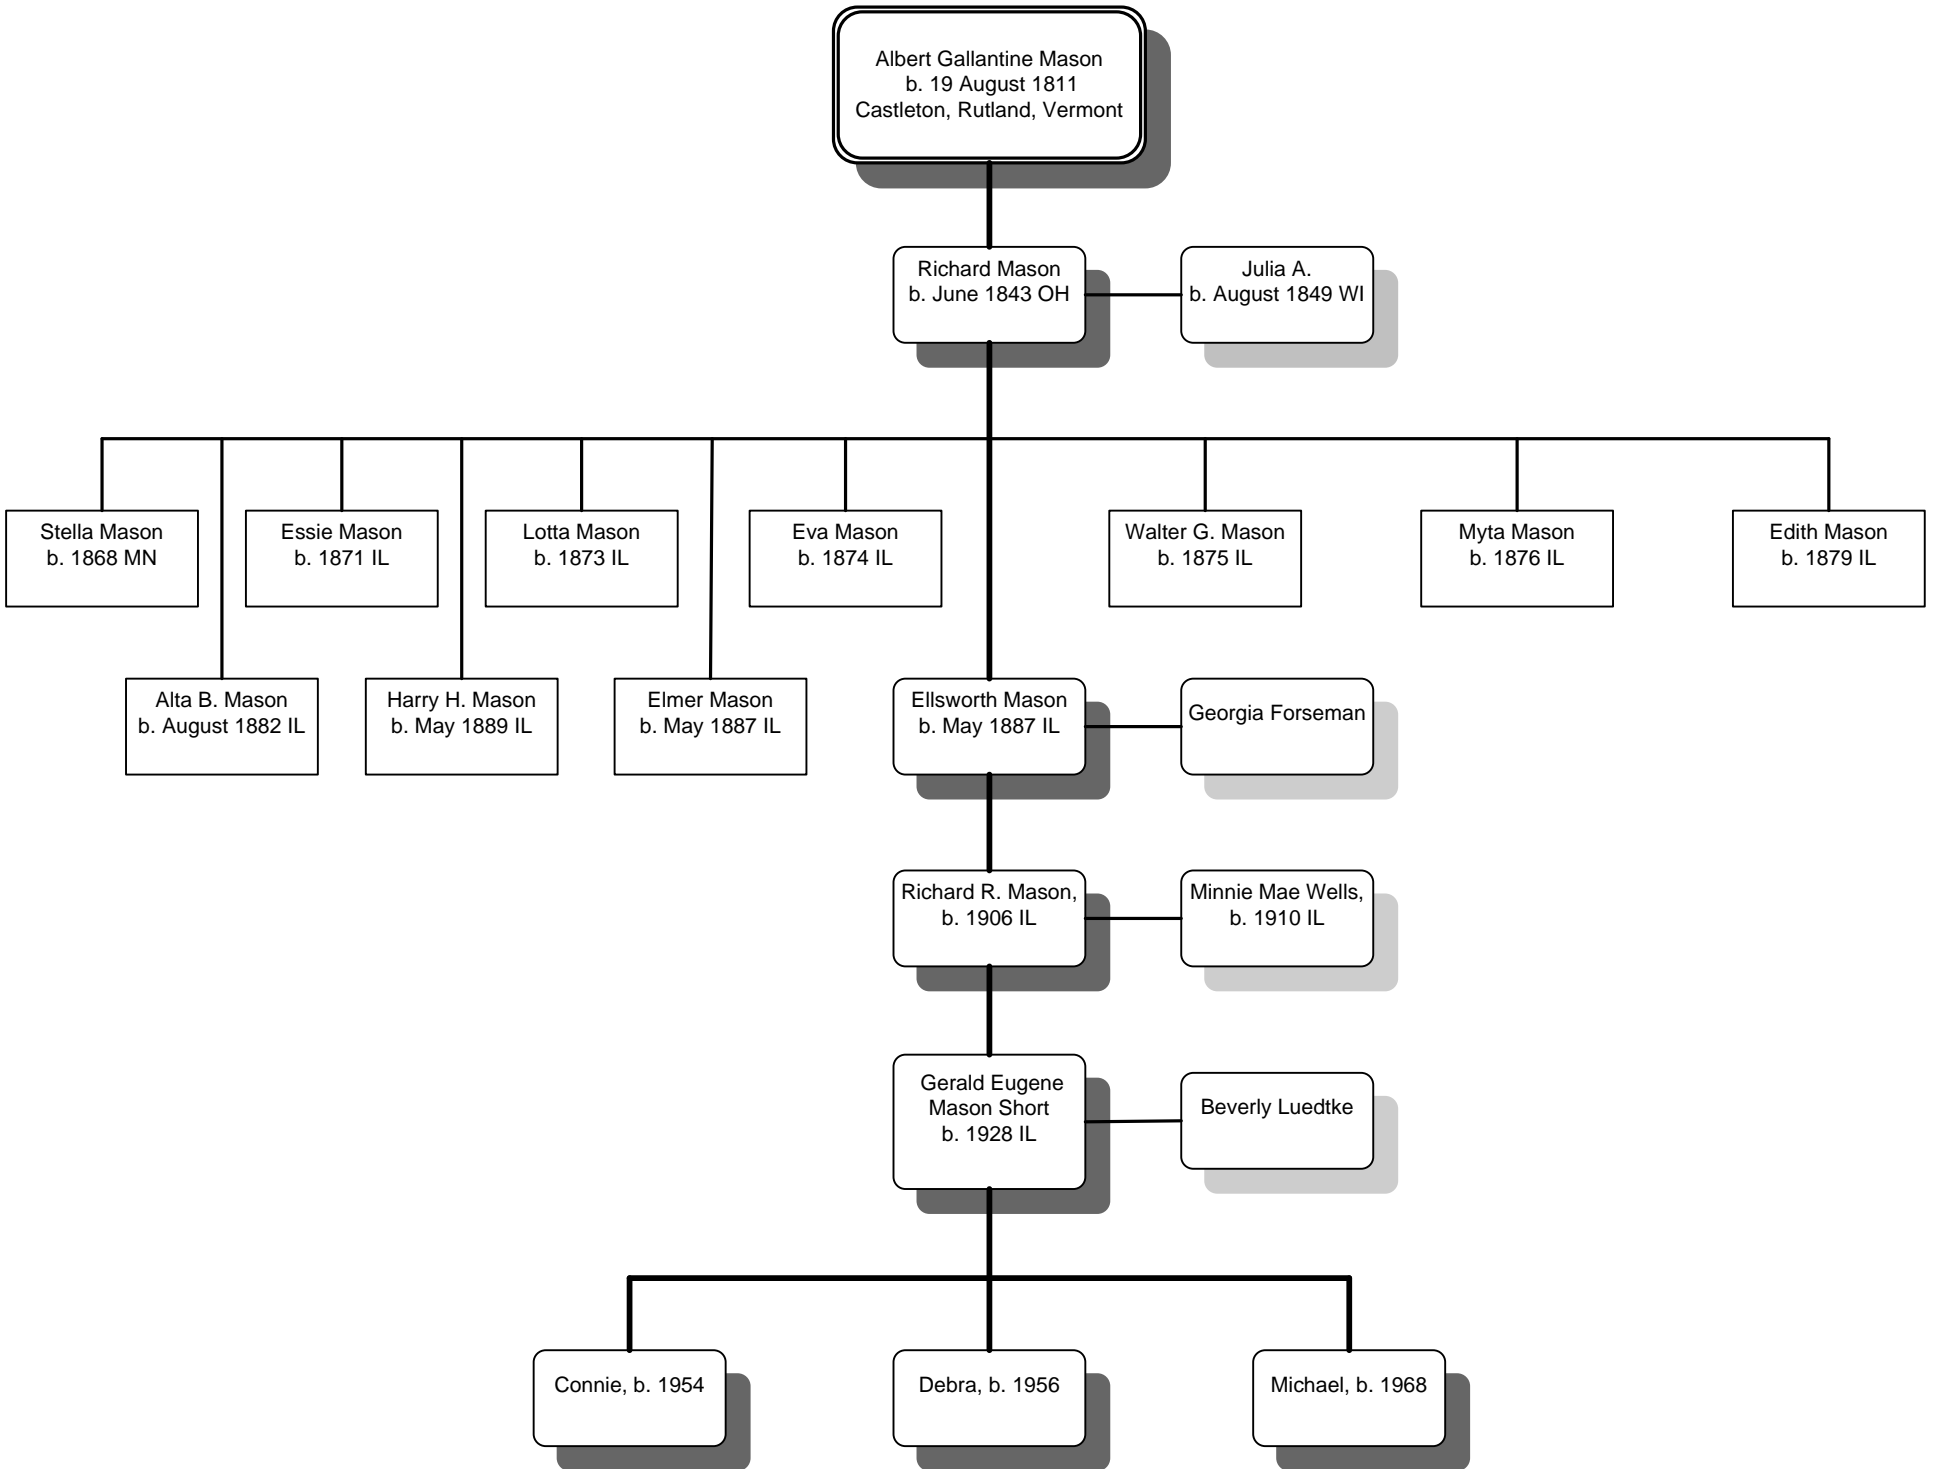 Albert Gallantine Mason
b. 19 August 1811
Castleton, Rutland, Vermont
Richard Mason
b. June 1843 OH
Julia A.
b. August 1849 WI
Stella Mason
b. 1868 MN
Essie Mason
b. 1871 IL
Lotta Mason
b. 1873 IL
Eva Mason
b. 1874 IL
Walter G. Mason
b. 1875 IL
Myta Mason
b. 1876 IL
Edith Mason
b. 1879 IL
Alta B. Mason
b. August 1882 IL
Harry H. Mason
b. May 1889 IL
Elmer Mason
b. May 1887 IL
Ellsworth Mason
b. May 1887 IL
Georgia Forseman
Richard R. Mason,
b. 1906 IL
Minnie Mae Wells,
b. 1910 IL
Gerald Eugene
Mason Short
b. 1928 IL
Beverly Luedtke
Connie, b. 1954
Debra, b. 1956
Michael, b. 1968